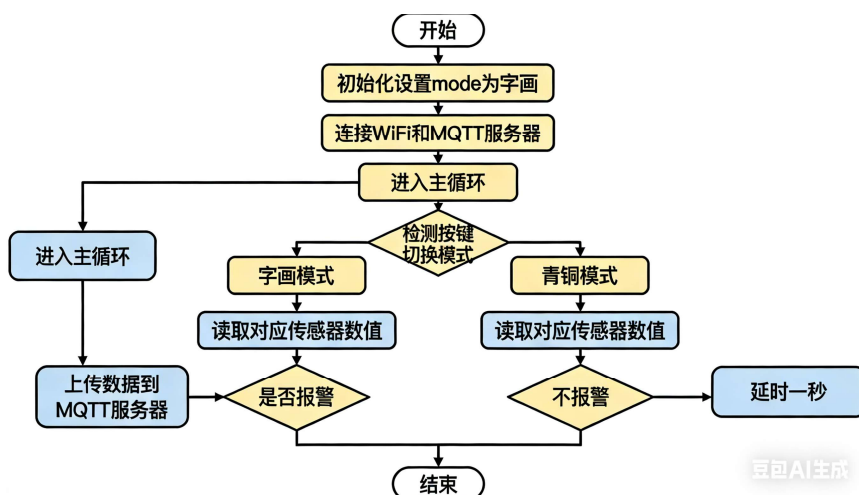 开始
初始化设置mode为字画
连接WiFi和MQTT服务器
进入主循环
进入主循环
检测按键
切换模式
字画模式
青铜模式
读取对应传感器数值
读取对应传感器数值
上传数据到
MQTT服务器
是否报警
不报警
延时一秒
结束
豆包AI生成